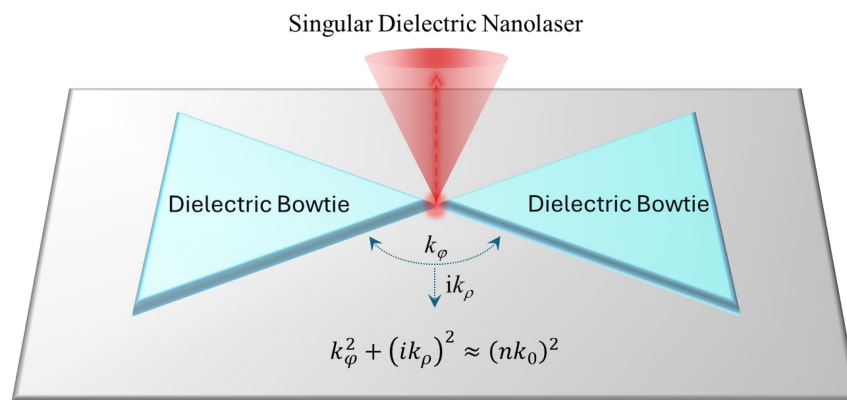 Singular Dielectric Nanolaser
Dielectric Bowtie
Dielectric Bowtie
k_φ
ik_ρ
k_φ^2 + (ik_ρ)^2 ≈ (nk_0)^2